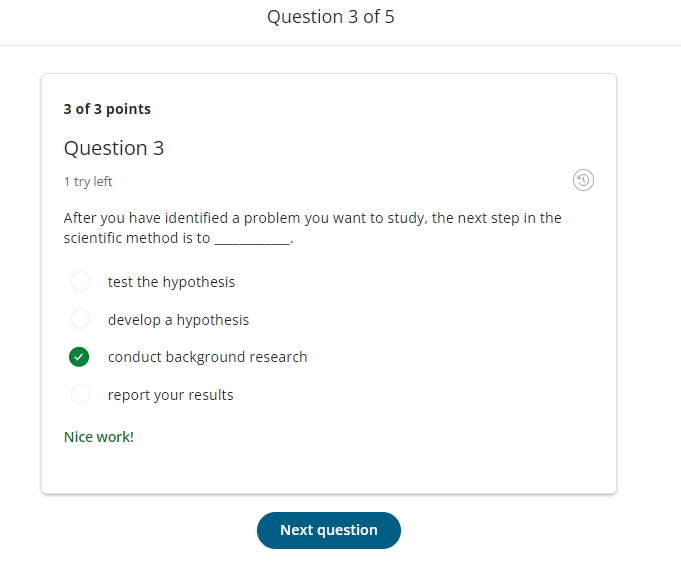 Question 3 of 5
3 of 3 points
Question 3
1 try left
After you have identified a problem you want to study, the next step in the
scientific method is to ____________.
test the hypothesis
develop a hypothesis
conduct background research
report your results
Nice work!
Next question